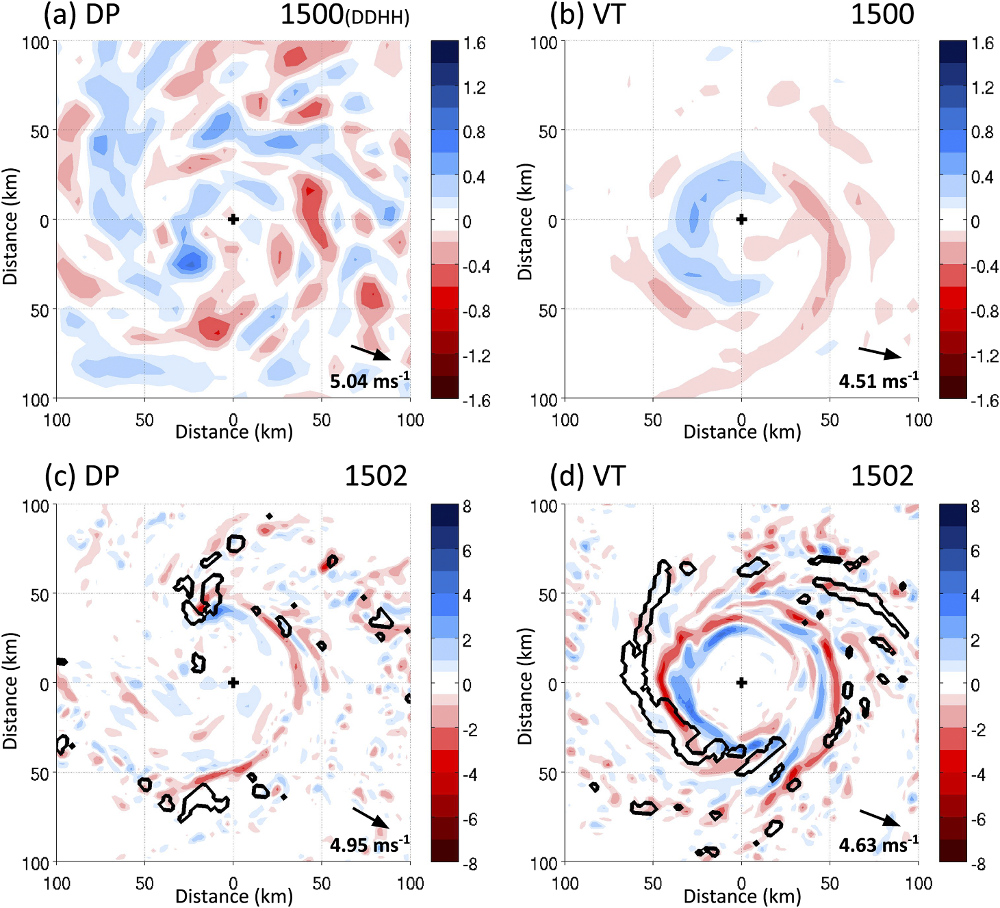 (a) DP 1500(DDHH)
(b) VT 1500
100
50
0
50
100
100 50 0 50 100
Distance (km)
Distance (km)
5.04 ms-1
1.6
1.2
0.8
0.4
0
-0.4
-0.8
-1.2
-1.6
100
50
0
50
100
100 50 0 50 100
Distance (km)
Distance (km)
4.51 ms-1
1.6
1.2
0.8
0.4
0
-0.4
-0.8
-1.2
-1.6
(c) DP 1502
(d) VT 1502
100
50
0
50
100
100 50 0 50 100
Distance (km)
Distance (km)
4.95 ms-1
8
6
4
2
0
-2
-4
-6
-8
100
50
0
50
100
100 50 0 50 100
Distance (km)
Distance (km)
4.63 ms-1
8
6
4
2
0
-2
-4
-6
-8